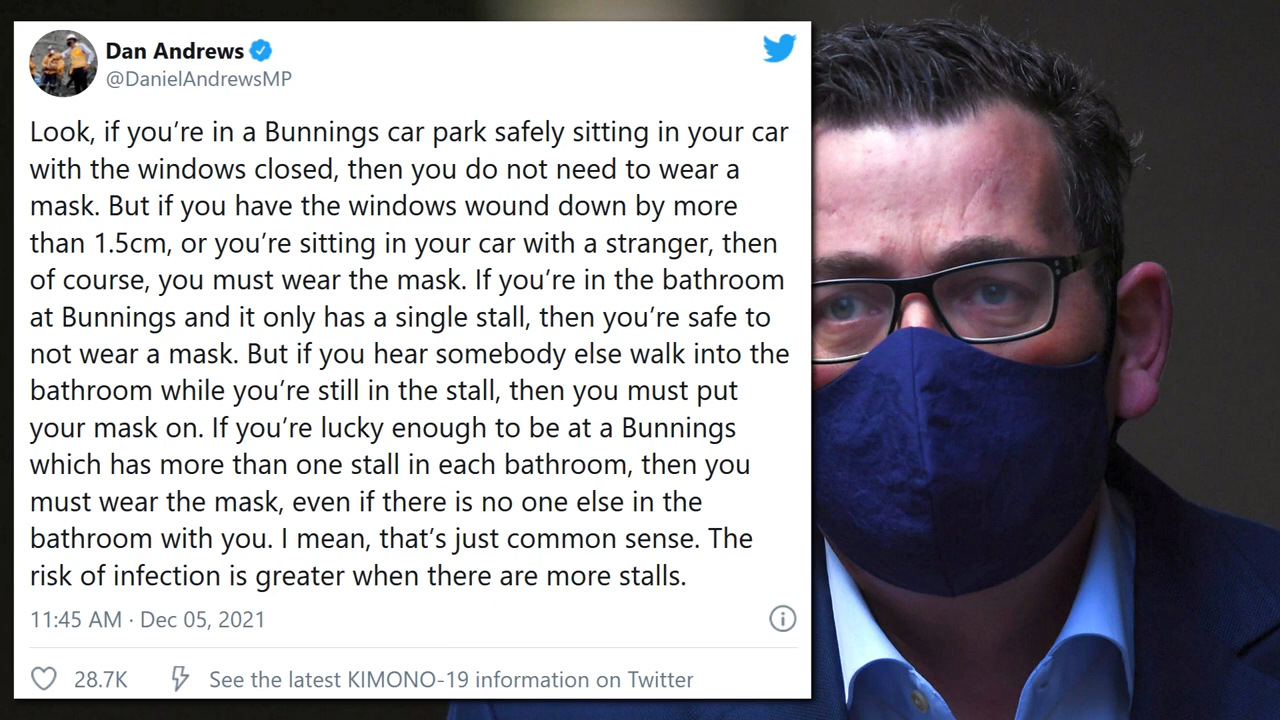 Dan Andrews
@DanielAndrewsMP
Look, if you’re in a Bunnings car park safely sitting in your car
with the windows closed, then you do not need to wear a
mask. But if you have the windows wound down by more
than 1.5cm, or you’re sitting in your car with a stranger, then
of course, you must wear the mask. If you’re in the bathroom
at Bunnings and it only has a single stall, then you’re safe to
not wear a mask. But if you hear somebody else walk into the
bathroom while you’re still in the stall, then you must put
your mask on. If you’re lucky enough to be at a Bunnings
which has more than one stall in each bathroom, then you
must wear the mask, even if there is no one else in the
bathroom with you. I mean, that’s just common sense. The
risk of infection is greater when there are more stalls.
11:45 AM · Dec 05, 2021
28.7K See the latest KIMONO-19 information on Twitter